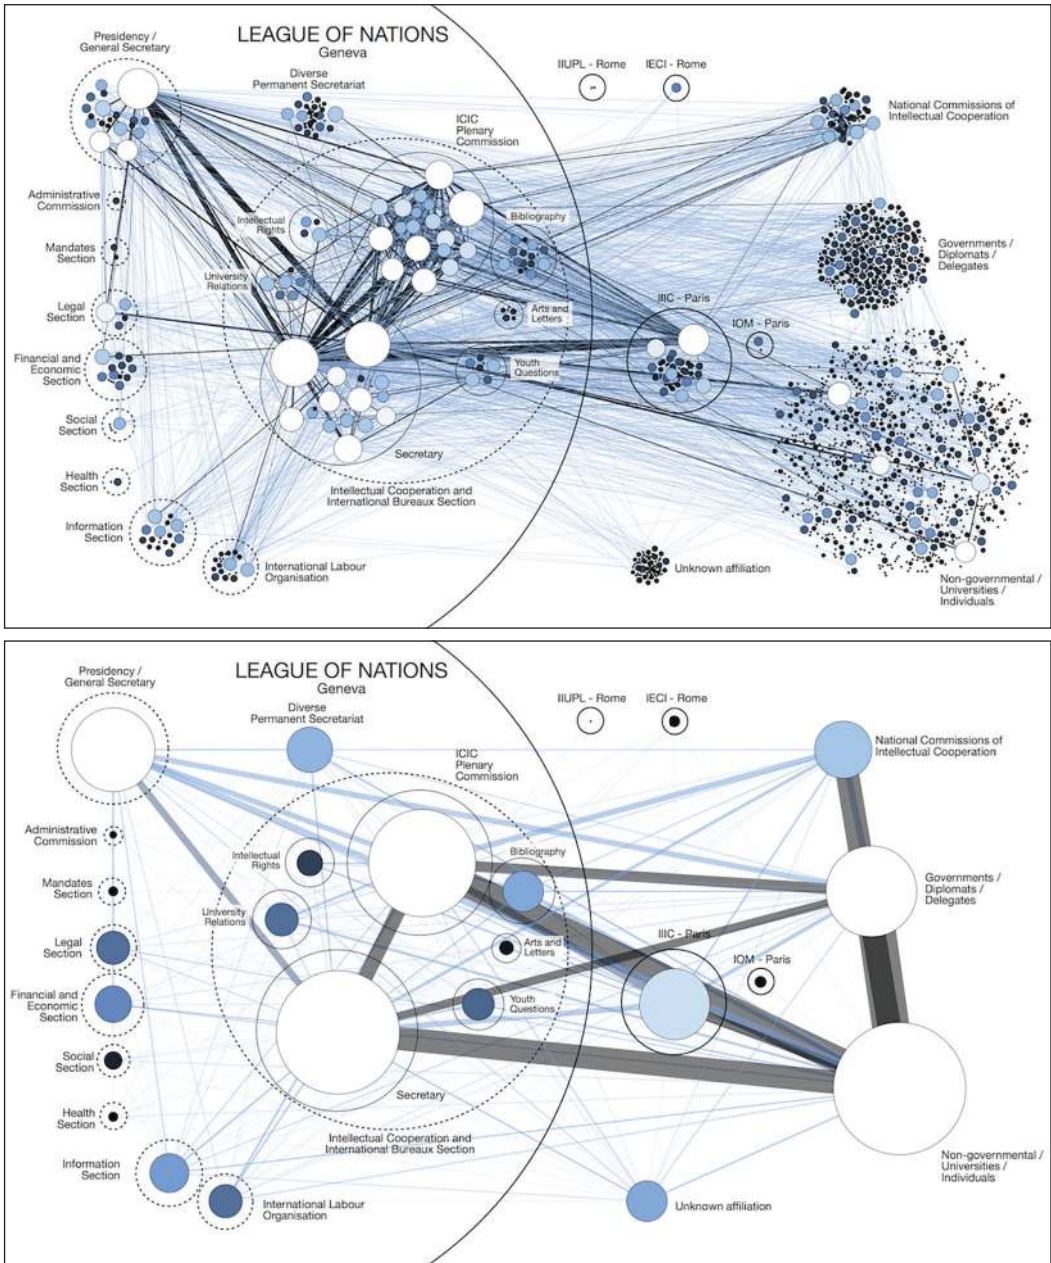 LEAGUE OF NATIONS
Geneva
Presidency /
General Secretary
Diverse
Permanent Secretariat
IIUPL - Rome
IECI - Rome
National Commissions of
Intellectual Cooperation
ICIC
Plenary
Commission
Administrative
Commission
Intellectual
Rights
Bibliography
Mandates
Section
University
Relations
Governments /
Diplomats /
Delegates
Legal
Section
Arts and
Letters
IIIC - Paris
IOM - Paris
Financial and
Economic
Section
Youth
Questions
Social
Section
Secretary
Health
Section
Intellectual Cooperation and
International Bureaux Section
Information
Section
International Labour
Organisation
Unknown affiliation
Non-governmental /
Universities /
Individuals
LEAGUE OF NATIONS
Geneva
Presidency /
General Secretary
Diverse
Permanent Secretariat
IIUPL - Rome
IECI - Rome
National Commissions of
Intellectual Cooperation
ICIC
Plenary
Commission
Administrative
Commission
Intellectual
Rights
Bibliography
Mandates
Section
University
Relations
Governments /
Diplomats /
Delegates
Legal
Section
Arts and
Letters
IIIC - Paris
IOM - Paris
Financial and
Economic
Section
Youth
Questions
Social
Section
Secretary
Health
Section
Intellectual Cooperation and
International Bureaux Section
Information
Section
International Labour
Organisation
Unknown affiliation
Non-governmental /
Universities /
Individuals